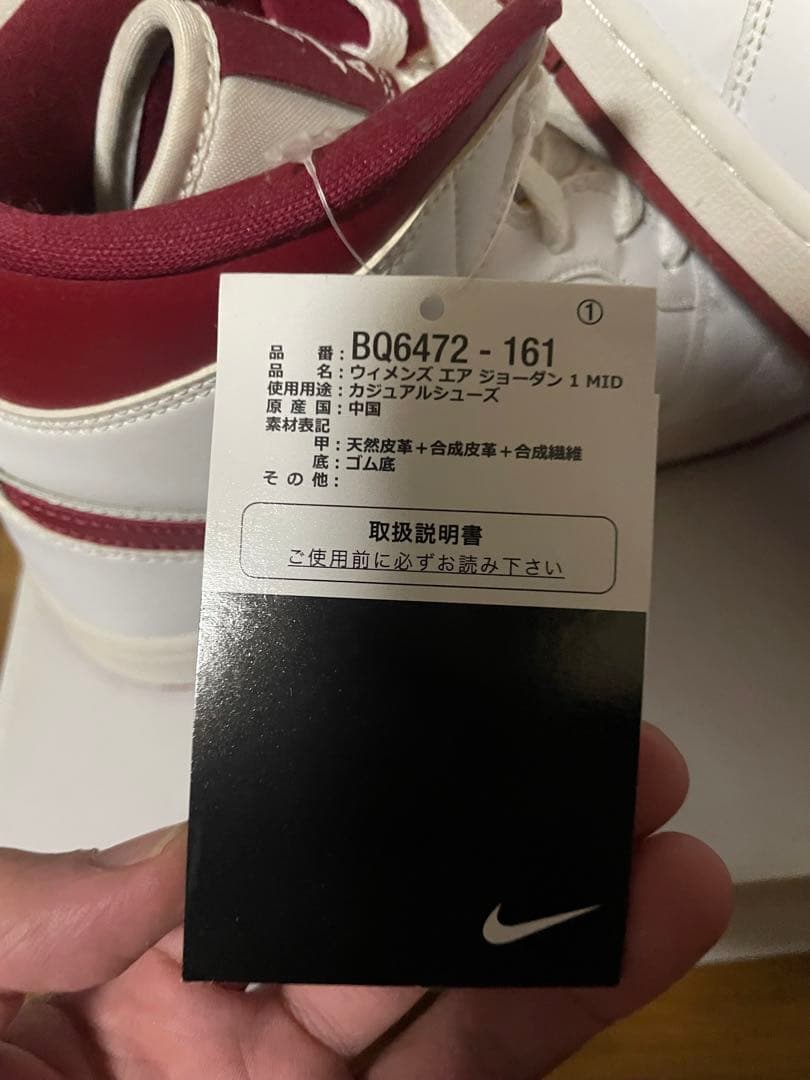 ①
品番：BQ6472 - 161
品名：ウィメンズ エア ジョーダン 1 MID
使用用途：カジュアルシューズ
原産国：中国
素材表記
甲：天然皮革＋合成皮革＋合成繊維
底：ゴム底
その他：
取扱説明書
ご使用前に必ずお読み下さい